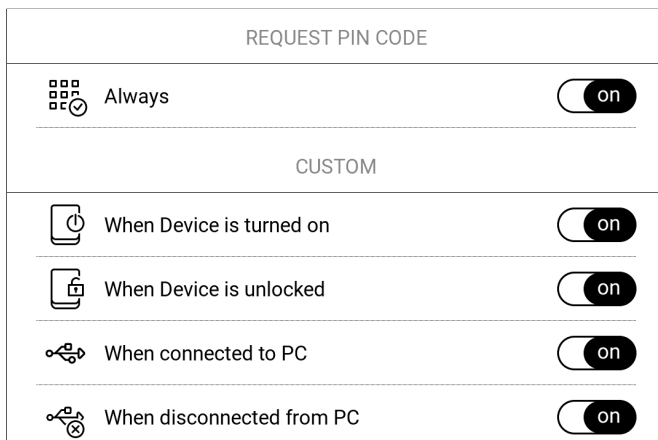 REQUEST PIN CODE
Always on
CUSTOM
When Device is turned on on
When Device is unlocked on
When connected to PC on
When disconnected from PC on